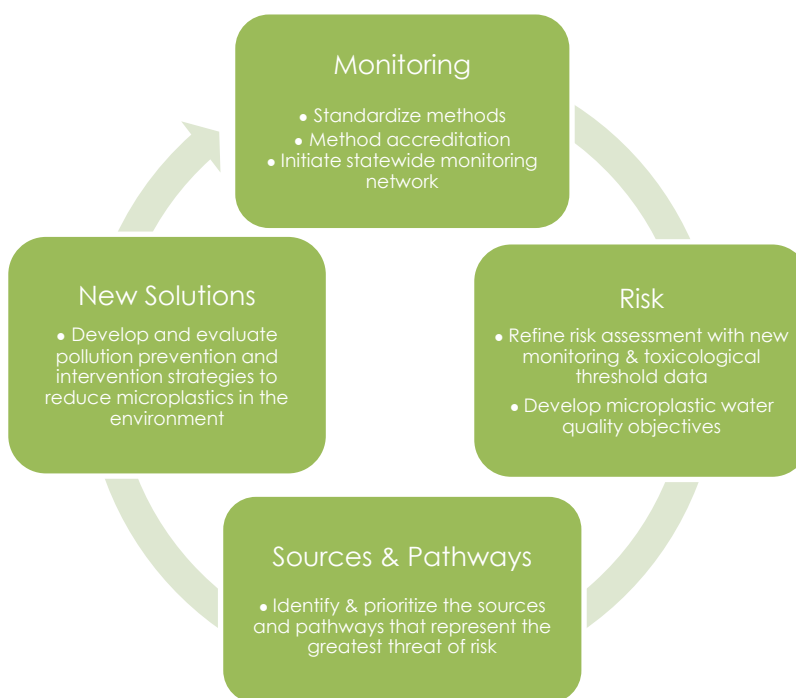 Monitoring
• Standardize methods
• Method accreditation
• Initiate statewide monitoring
network
New Solutions
• Develop and evaluate
pollution prevention and
intervention strategies to
reduce microplastics in the
environment
Risk
• Refine risk assessment with new
monitoring & toxicological
threshold data
• Develop microplastic water
quality objectives
Sources & Pathways
• Identify & prioritize the sources
and pathways that represent the
greatest threat of risk